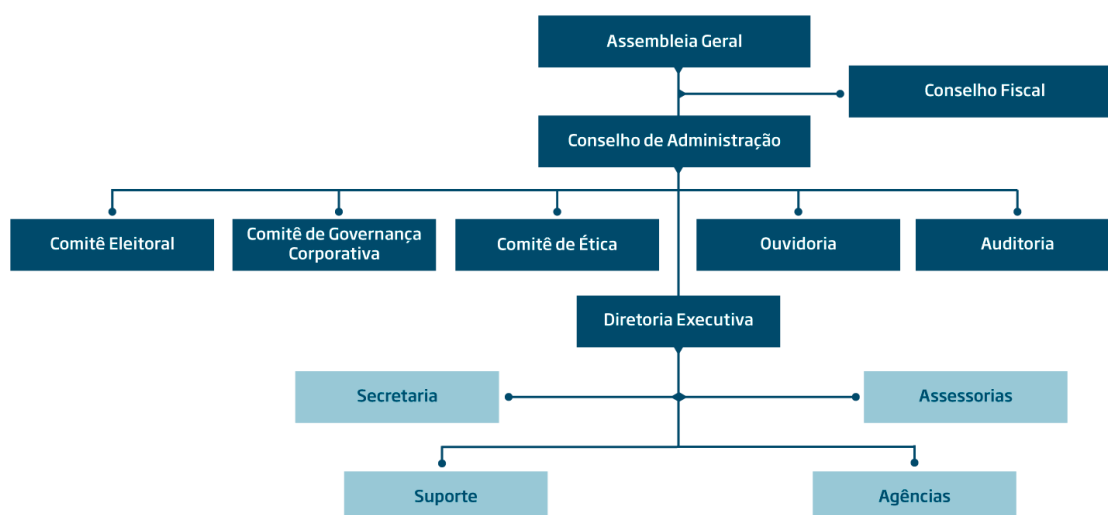 Assembleia Geral
Conselho Fiscal
Conselho de Administração
Comitê Eleitoral
Comitê de Governança
Corporativa
Comitê de Ética
Ouvidoria
Auditoria
Diretoria Executiva
Secretaria
Assessorias
Suporte
Agências